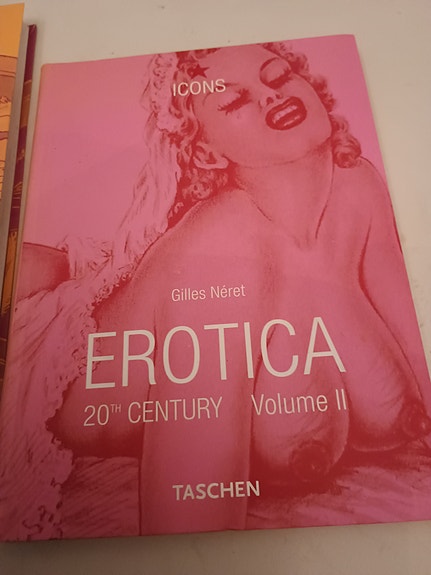 ICONS
Gilles Néret
EROTICA
20TH CENTURY Volume II
TASCHEN